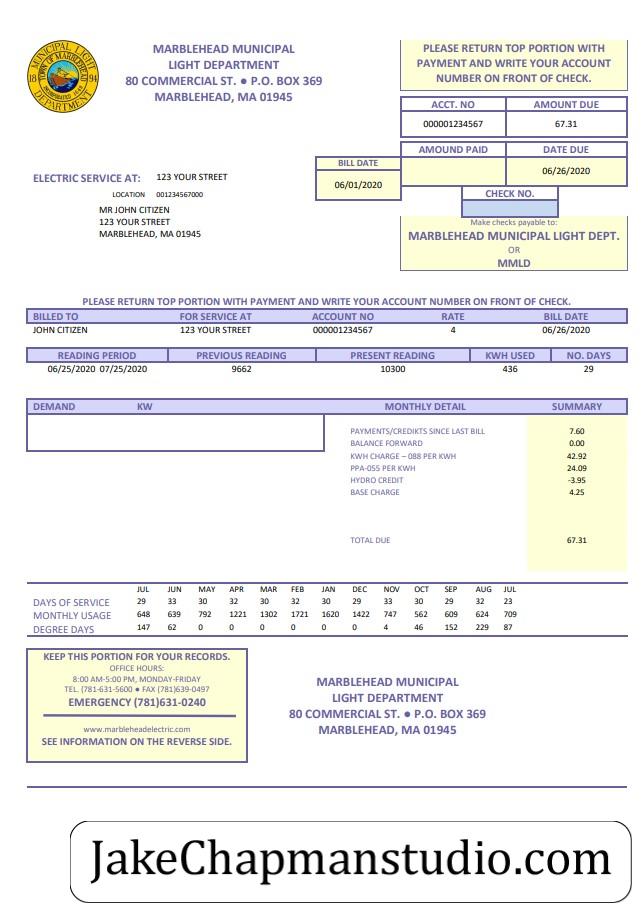 MUNICIPAL LIGHT
TOWN OF MARBLEHEAD
18 94
DEPARTMENT
MARBLEHEAD MUNICIPAL
LIGHT DEPARTMENT
80 COMMERCIAL ST. ● P.O. BOX 369
MARBLEHEAD, MA 01945
PLEASE RETURN TOP PORTION WITH
PAYMENT AND WRITE YOUR ACCOUNT
NUMBER ON FRONT OF CHECK.
ACCT. NO AMOUNT DUE
000001234567 67.31
AMOUND PAID DATE DUE
06/26/2020
BILL DATE
06/01/2020
CHECK NO.
ELECTRIC SERVICE AT: 123 YOUR STREET
LOCATION 001234567000
MR JOHN CITIZEN
123 YOUR STREET
MARBLEHEAD, MA 01945
Make checks payable to:
MARBLEHEAD MUNICIPAL LIGHT DEPT.
OR
MMLD
PLEASE RETURN TOP PORTION WITH PAYMENT AND WRITE YOUR ACCOUNT NUMBER ON FRONT OF CHECK.
BILLED TO FOR SERVICE AT ACCOUNT NO RATE BILL DATE
JOHN CITIZEN 123 YOUR STREET 000001234567 4 06/26/2020
READING PERIOD PREVIOUS READING PRESENT READING KWH USED NO. DAYS
06/25/2020 07/25/2020 9662 10300 436 29
DEMAND KW MONTHLY DETAIL SUMMARY
PAYMENTS/CREDIKTS SINCE LAST BILL 7.60
BALANCE FORWARD 0.00
KWH CHARGE – 088 PER KWH 42.92
PPA-055 PER KWH 24.09
HYDRO CREDIT -3.95
BASE CHARGE 4.25
TOTAL DUE 67.31
JUL JUN MAY APR MAR FEB JAN DEC NOV OCT SEP AUG JUL
DAYS OF SERVICE 29 33 30 32 30 32 30 29 33 30 29 32 23
MONTHLY USAGE 648 639 792 1221 1302 1721 1620 1422 747 562 609 624 709
DEGREE DAYS 147 62 0 0 0 0 0 0 4 46 152 229 87
KEEP THIS PORTION FOR YOUR RECORDS.
OFFICE HOURS:
8:00 AM-5:00 PM, MONDAY-FRIDAY
TEL. (781-631-5600 ● FAX (781)639-0497
EMERGENCY (781)631-0240
www.marbleheadelectric.com
SEE INFORMATION ON THE REVERSE SIDE.
MARBLEHEAD MUNICIPAL
LIGHT DEPARTMENT
80 COMMERCIAL ST. ● P.O. BOX 369
MARBLEHEAD, MA 01945
JakeChapmanstudio.com